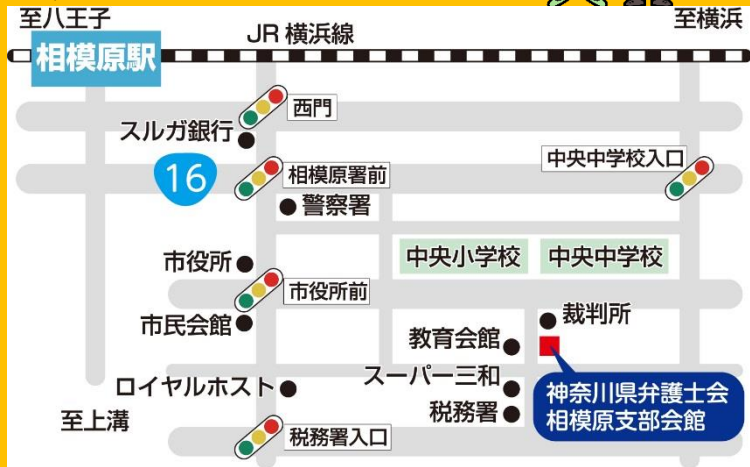 至八王子
JR 横浜線
至横浜
相模原駅
西門
スルガ銀行
中央中学校入口
16
相模原署前
警察署
市役所
中央小学校
中央中学校
市役所前
市民会館
裁判所
教育会館
スーパー三和
ロイヤルホスト
税務署
神奈川県弁護士会
相模原支部会館
至上溝
税務署入口